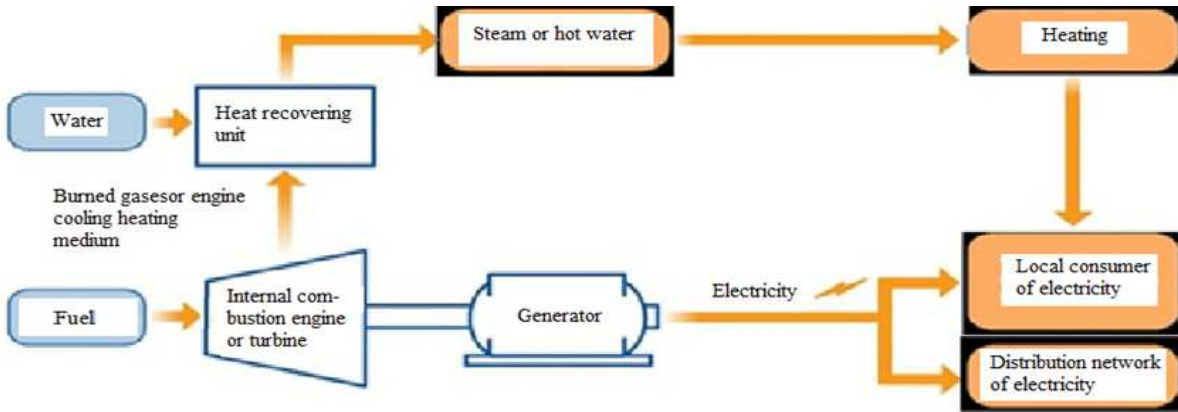 Steam or hot water
Heating
Water
Heat recovering
unit
Burned gasesor engine
cooling heating
medium
Fuel
Internal com-
bustion engine
or turbine
Generator
Electricity
Local consumer
of electricity
Distribution network
of electricity